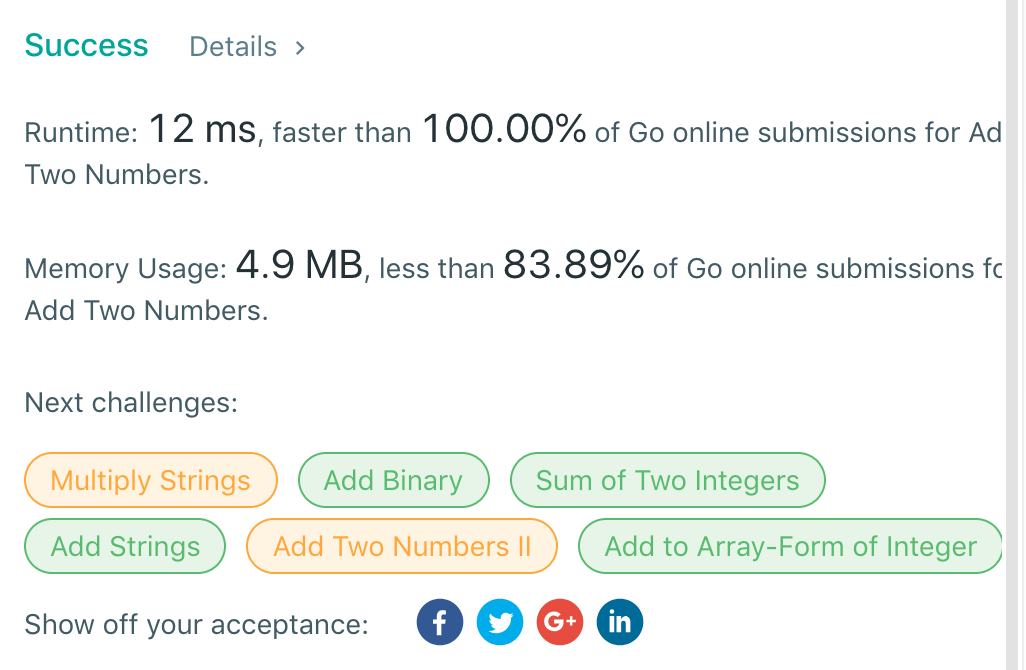 Success Details >
Runtime: 12 ms, faster than 100.00% of Go online submissions for Ad
Two Numbers.
Memory Usage: 4.9 MB, less than 83.89% of Go online submissions fo
Add Two Numbers.
Next challenges:
Multiply Strings Add Binary Sum of Two Integers
Add Strings Add Two Numbers II Add to Array-Form of Integer
Show off your acceptance: f G+ in